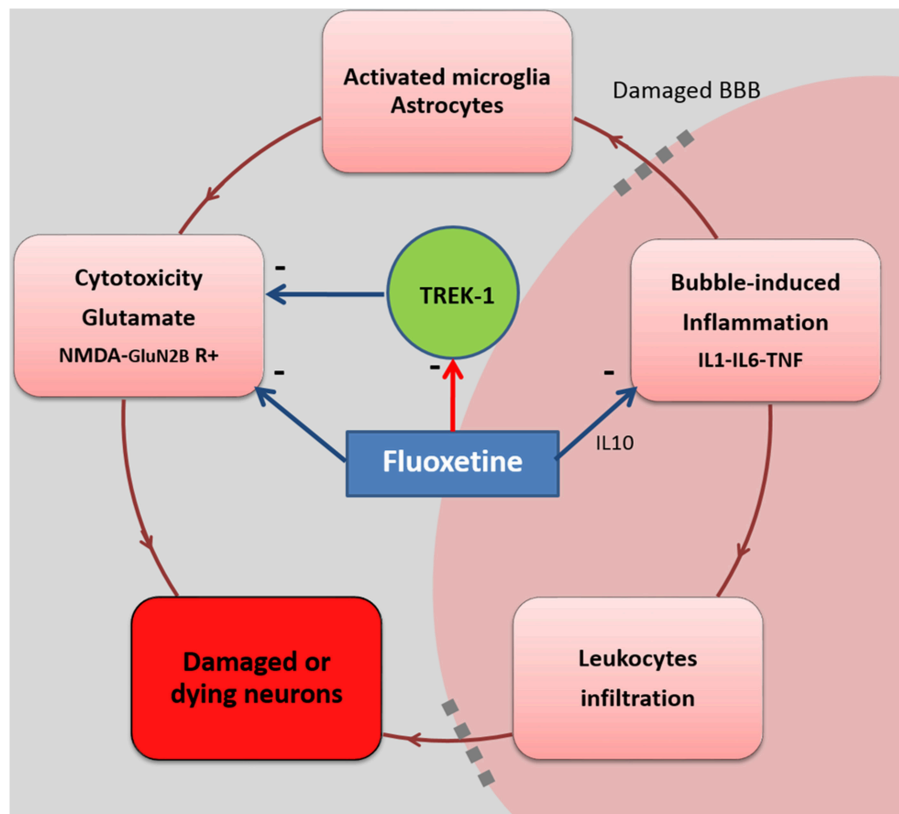 Activated microglia
Astrocytes
Damaged BBB
Cytotoxicity
Glutamate
NMDA-GluN2B R+
-
TREK-1
Bubble-induced
Inflammation
IL1-IL6-TNF
-
-
-
Fluoxetine
IL10
Damaged or
dying neurons
Leukocytes
infiltration